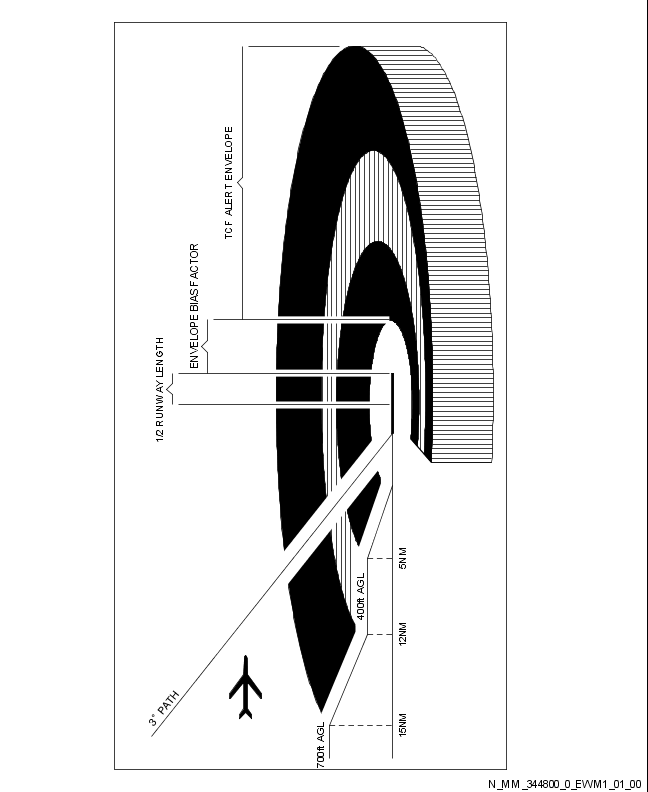 TCF ALERT ENVELOPE
ENVELOPE BIAS FACTOR
1/2 RUNWAY LENGTH
5NM
400ft AGL
12NM
3° PATH
15NM
700ft AGL
N_MM_344800_0_EWM1_01_00